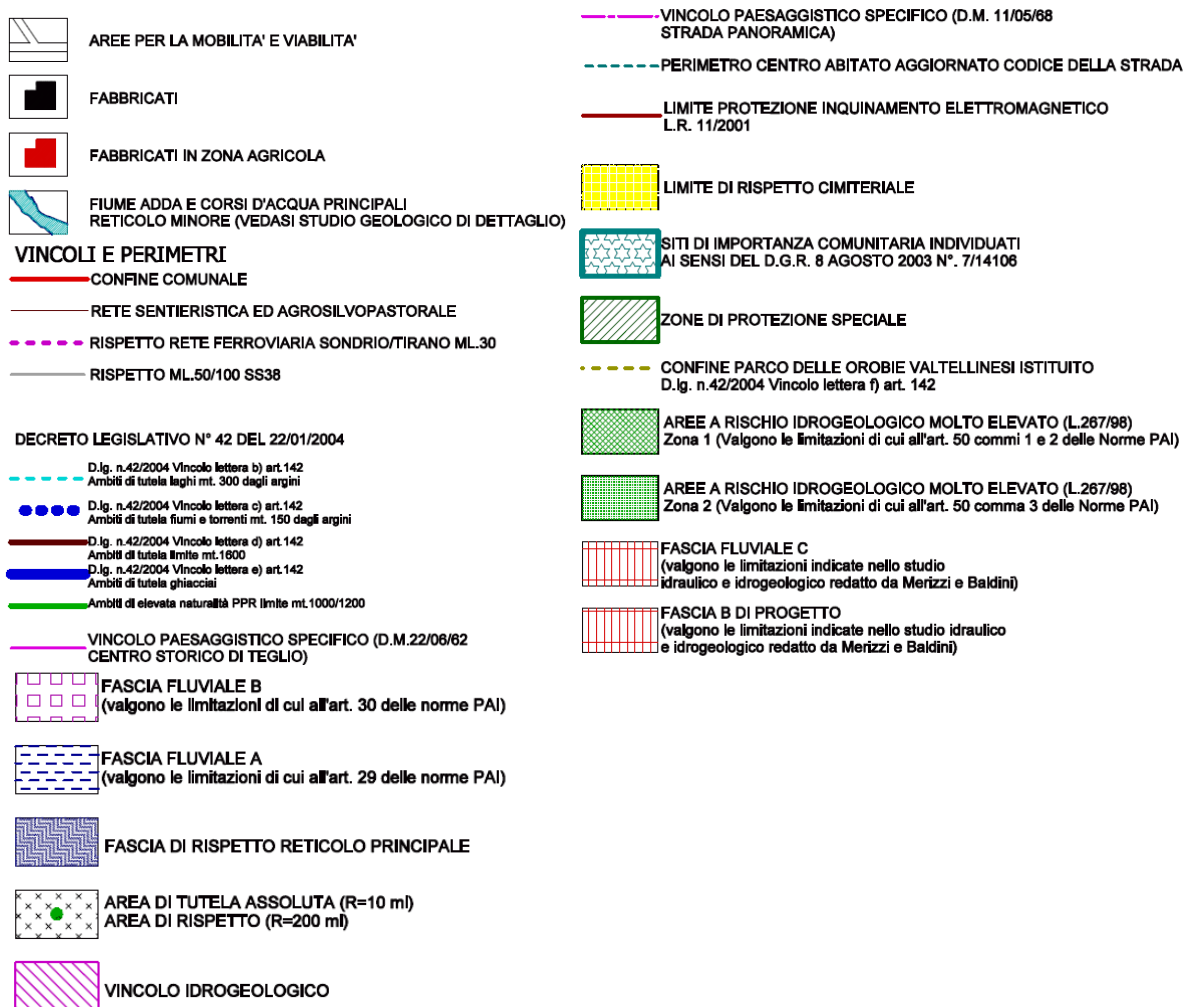 AREE PER LA MOBILITA' E VIABILITA'
FABBRICATI
FABBRICATI IN ZONA AGRICOLA
FIUME ADDA E CORSI D'ACQUA PRINCIPALI
RETICOLO MINORE (VEDASI STUDIO GEOLOGICO DI DETTAGLIO)
VINCOLI E PERIMETRI
CONFINE COMUNALE
RETE SENTIERISTICA ED AGROSILVOPASTORALE
RISPETTO RETE FERROVIARIA SONDRIO/TIRANO ML.30
RISPETTO ML.50/100 SS38
DECRETO LEGISLATIVO N° 42 DEL 22/01/2004
D.lg. n.42/2004 Vincolo lettera b) art.142
Ambiti di tutela laghi mt. 300 dagli argini
D.lg. n.42/2004 Vincolo lettera c) art.142
Ambiti di tutela fiumi e torrenti mt. 150 dagli argini
D.lg. n.42/2004 Vincolo lettera d) art.142
Ambiti di tutela limite mt.1600
D.lg. n.42/2004 Vincolo lettera e) art.142
Ambiti di tutela ghiacciai
Ambiti di elevata naturalità PPR limite mt.1000/1200
VINCOLO PAESAGGISTICO SPECIFICO (D.M.22/06/62
CENTRO STORICO DI TEGLIO)
FASCIA FLUVIALE B
(valgono le limitazioni di cui all'art. 30 delle norme PAI)
FASCIA FLUVIALE A
(valgono le limitazioni di cui all'art. 29 delle norme PAI)
FASCIA DI RISPETTO RETICOLO PRINCIPALE
AREA DI TUTELA ASSOLUTA (R=10 ml)
AREA DI RISPETTO (R=200 ml)
VINCOLO IDROGEOLOGICO
VINCOLO PAESAGGISTICO SPECIFICO (D.M. 11/05/68
STRADA PANORAMICA)
PERIMETRO CENTRO ABITATO AGGIORNATO CODICE DELLA STRADA
LIMITE PROTEZIONE INQUINAMENTO ELETTROMAGNETICO
L.R. 11/2001
LIMITE DI RISPETTO CIMITERIALE
SITI DI IMPORTANZA COMUNITARIA INDIVIDUATI
AI SENSI DEL D.G.R. 8 AGOSTO 2003 N°. 7/14106
ZONE DI PROTEZIONE SPECIALE
CONFINE PARCO DELLE OROBIE VALTELLINESI ISTITUITO
D.lg. n.42/2004 Vincolo lettera f) art. 142
AREE A RISCHIO IDROGEOLOGICO MOLTO ELEVATO (L.267/98)
Zona 1 (Valgono le limitazioni di cui all'art. 50 commi 1 e 2 delle Norme PAI)
AREE A RISCHIO IDROGEOLOGICO MOLTO ELEVATO (L.267/98)
Zona 2 (Valgono le limitazioni di cui all'art. 50 comma 3 delle Norme PAI)
FASCIA FLUVIALE C
(valgono le limitazioni indicate nello studio
idraulico e idrogeologico redatto da Merizzi e Baldini)
FASCIA B DI PROGETTO
(valgono le limitazioni indicate nello studio idraulico
e idrogeologico redatto da Merizzi e Baldini)